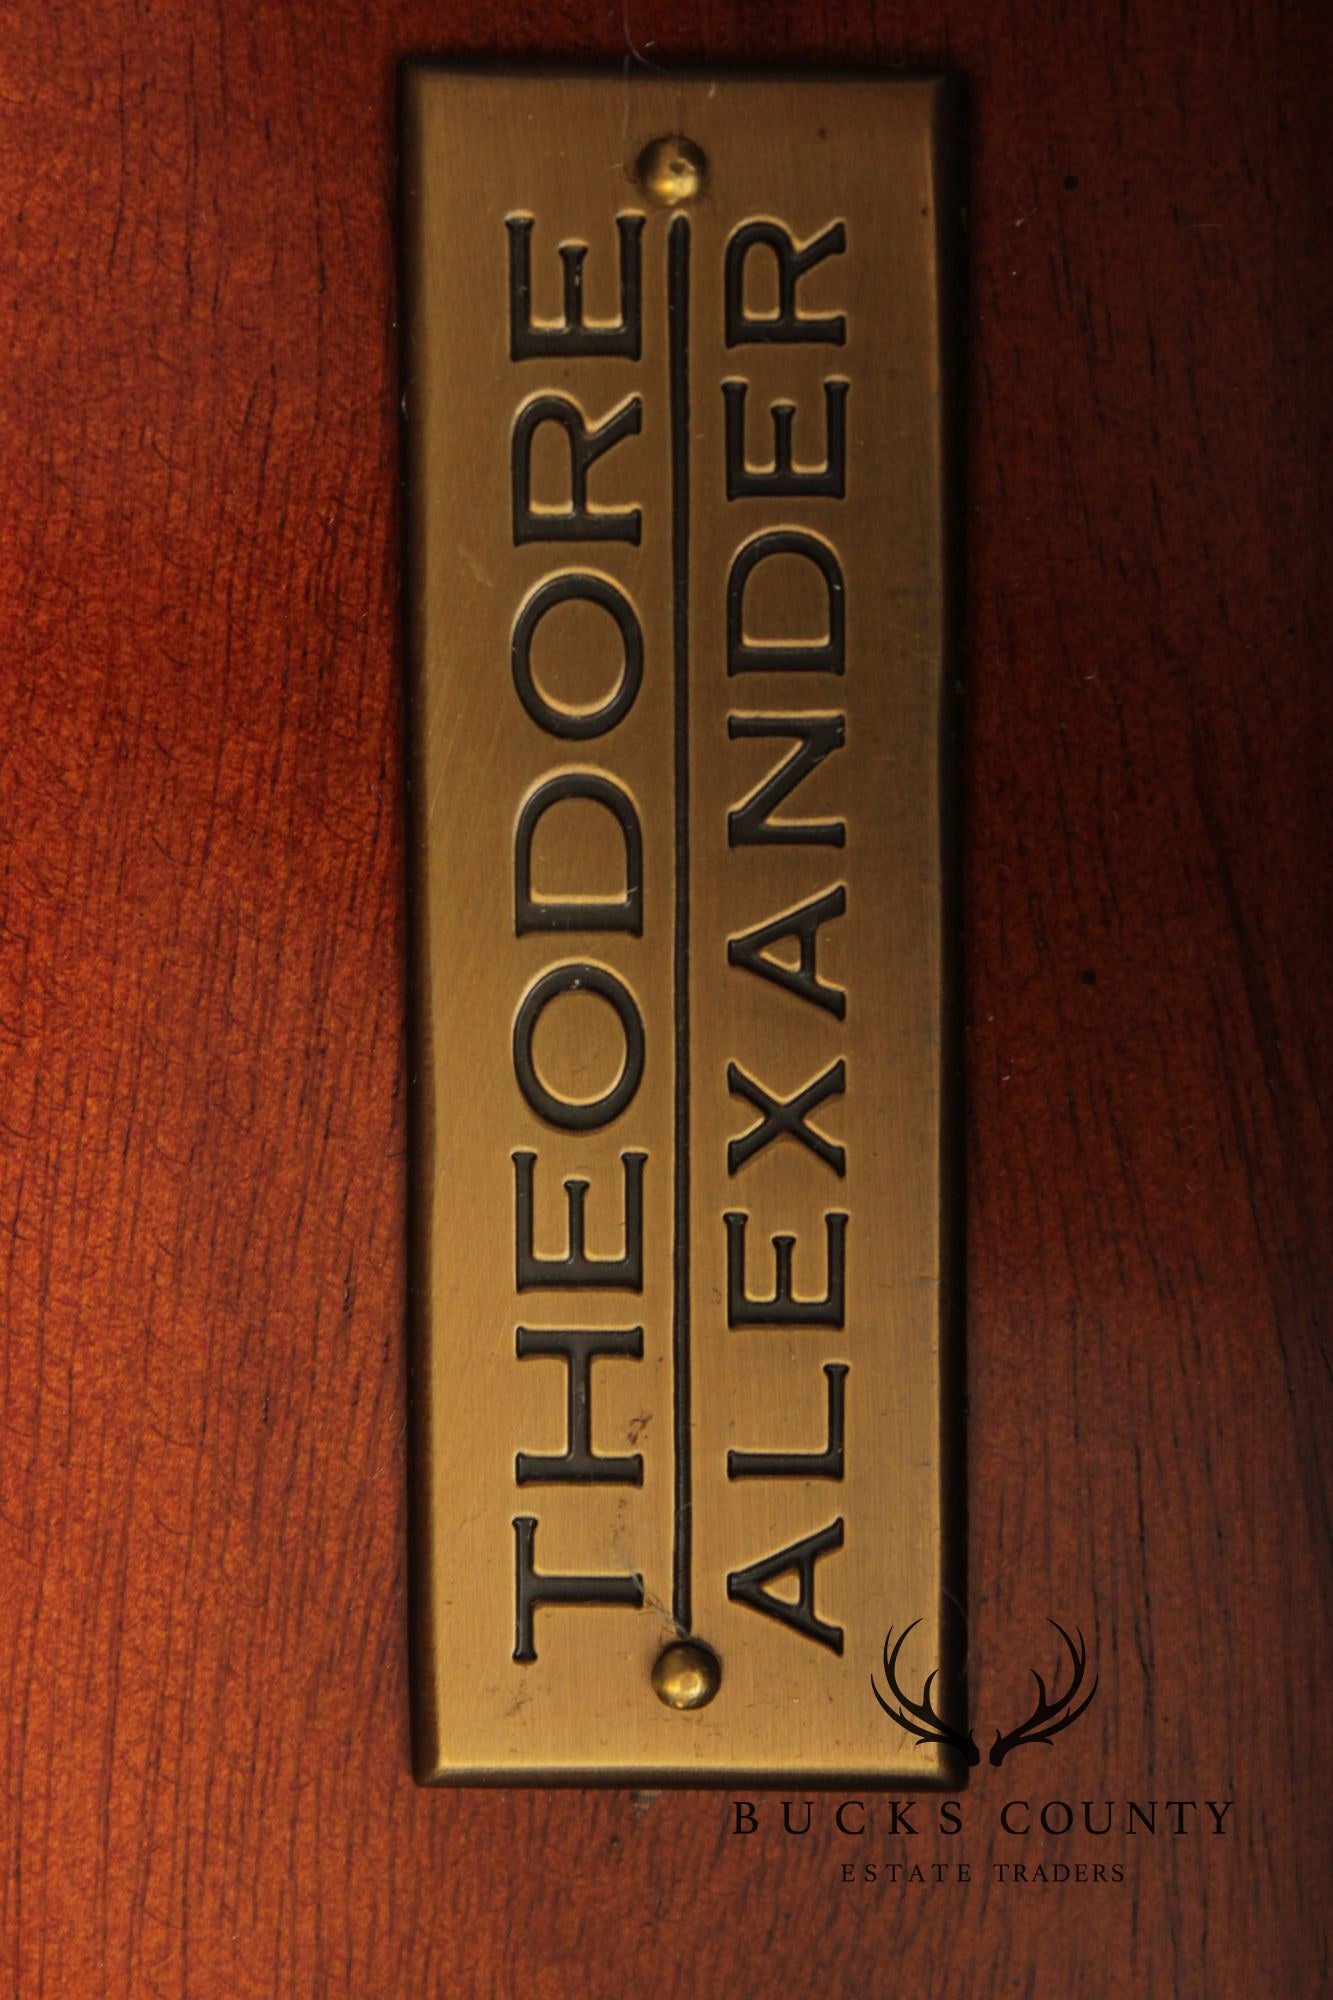 THEODORE
ALEXANDER
BUCKS COUNTY
ESTATE TRADERS